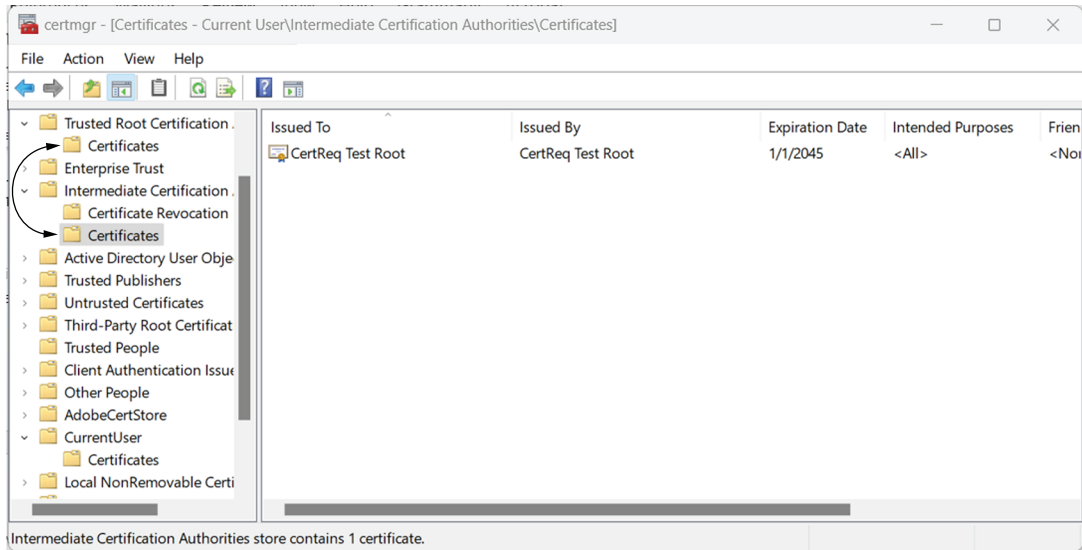 certmgr - [Certificates - Current User\Intermediate Certification Authorities\Certificates]
File Action View Help
Trusted Root Certification .
Certificates
Enterprise Trust
Intermediate Certification .
Certificate Revocation
Certificates
Active Directory User Obje
Trusted Publishers
Untrusted Certificates
Third-Party Root Certificat
Trusted People
Client Authentication Issue
Other People
AdobeCertStore
CurrentUser
Certificates
Local NonRemovable Certi
Issued To Issued By Expiration Date Intended Purposes Frien
CertReq Test Root CertReq Test Root 1/1/2045 <All> <No
Intermediate Certification Authorities store contains 1 certificate.